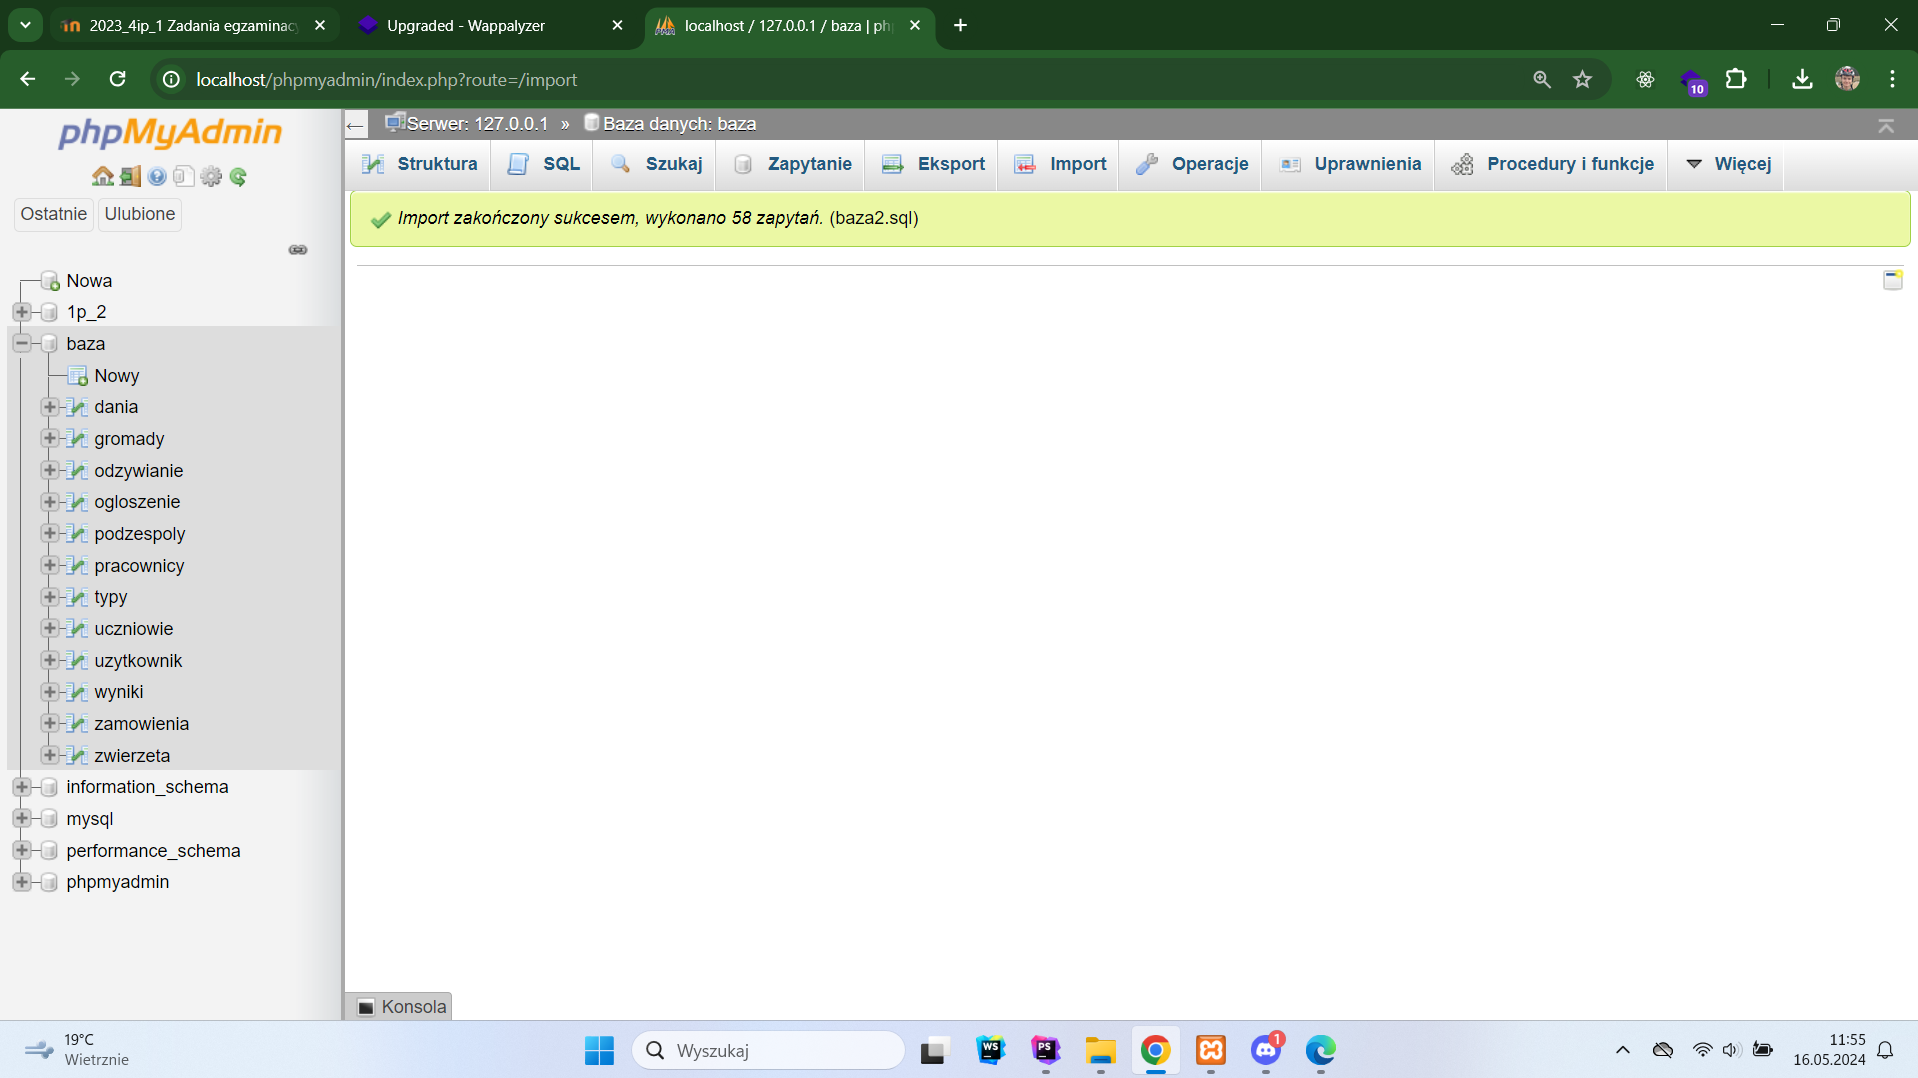 2023_4ip_1 Zadania egzaminacy
Upgraded - Wappalyzer
localhost / 127.0.0.1 / baza | ph
localhost/phpmyadmin/index.php?route=/import
10
phpMyAdmin
Ostatnie
Ulubione
Nowa
1p_2
baza
Nowy
dania
gromady
odzywianie
ogloszenie
podzespoly
pracownicy
typy
uczniowie
uzytkownik
wyniki
zamowienia
zwierzeta
information_schema
mysql
performance_schema
phpmyadmin
Serwer: 127.0.0.1 » Baza danych: baza
Struktura
SQL
Szukaj
Zapytanie
Eksport
Import
Operacje
Uprawnienia
Procedury i funkcje
Więcej
Import zakończony sukcesem, wykonano 58 zapytań. (baza2.sql)
Konsola
19°C
Wietrznie
Wyszukaj
WS
PS
1
11:55
16.05.2024